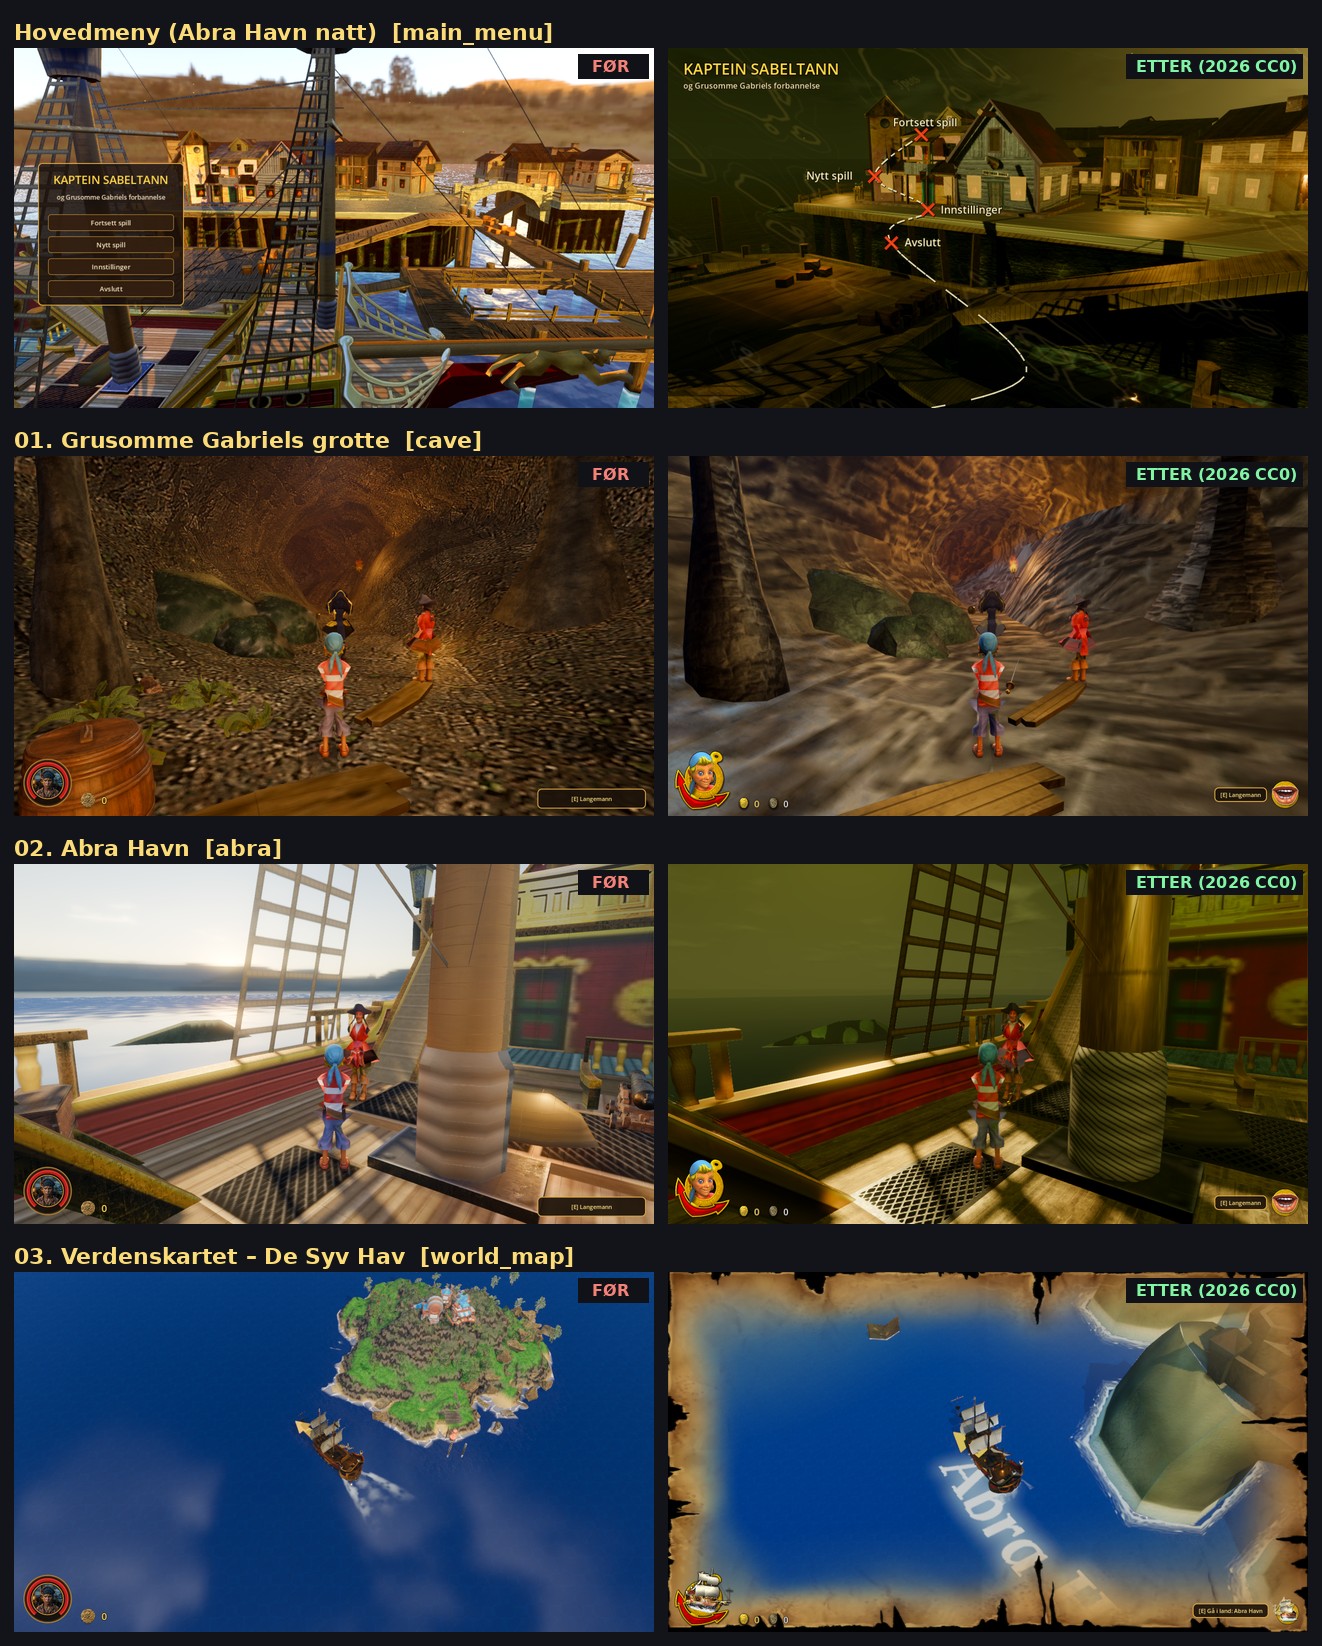 Hovedmeny (Abra Havn natt) [main_menu]
FØR
KAPTEIN SABELTANN
og Grusomme Gabriels forbannelse
Fortsett spill
Nytt spill
Innstillinger
Avslutt
ETTER (2026 CC0)
KAPTEIN SABELTANN
og Grusomme Gabriels forbannelse
Fortsett spill
Nytt spill
Innstillinger
Avslutt
01. Grusomme Gabriels grotte [cave]
FØR
0
[E] Langemann
ETTER (2026 CC0)
0 0
[E] Langemann
02. Abra Havn [abra]
FØR
0
[E] Langemann
ETTER (2026 CC0)
0 0
[E] Langemann
03. Verdenskartet – De Syv Hav [world_map]
FØR
0
ETTER (2026 CC0)
Abra
0 0
[E] Gå i land: Abra Havn